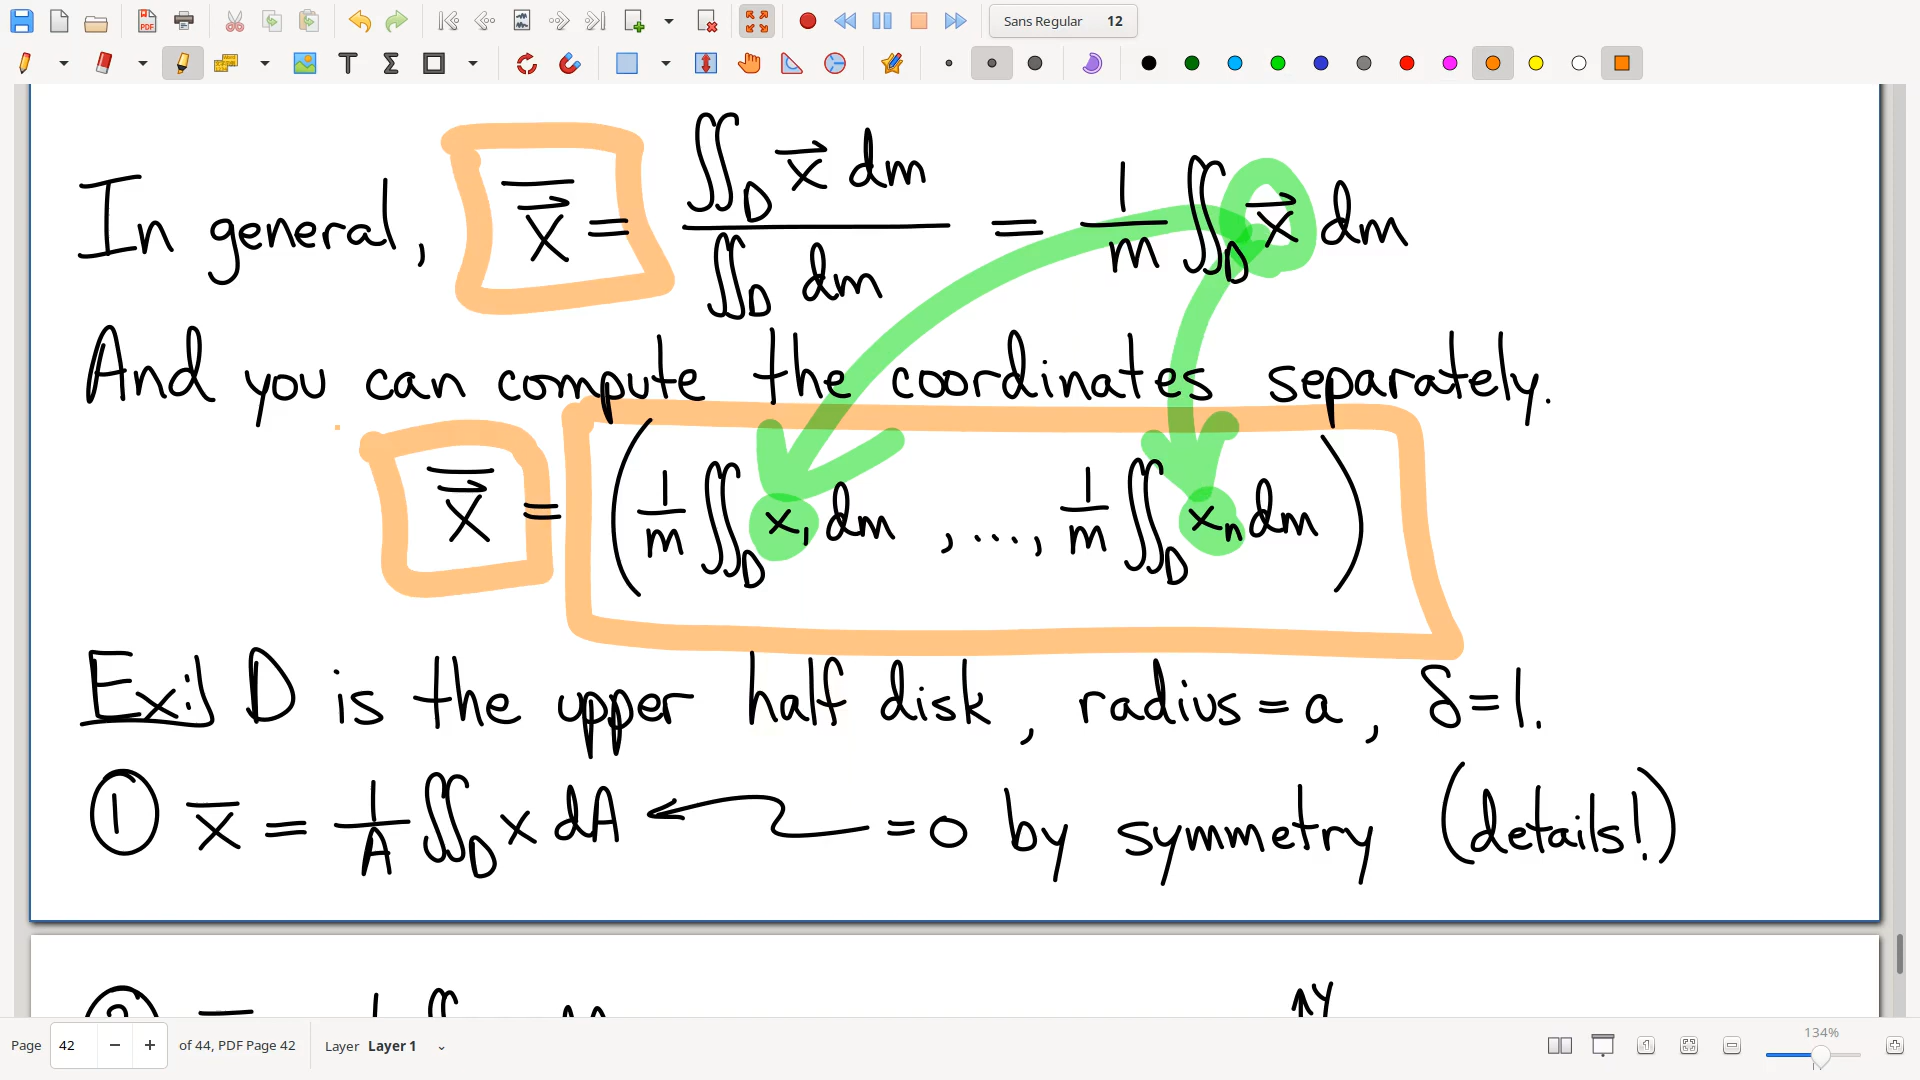 Sans Regular 12
In general, x̄⃗ = ∬_D x⃗ dm / ∬_D dm = 1/m ∬_D x⃗ dm
And you can compute the coordinates separately.
x̄⃗ = (1/m ∬_D x₁ dm , ..., 1/m ∬_D xₙ dm)
Ex:] D is the upper half disk, radius = a, δ=1.
① x̄ = 1/A ∬_D x dA ← =0 by symmetry (details!)
y
Page 42 − + of 44, PDF Page 42 Layer Layer 1 134%